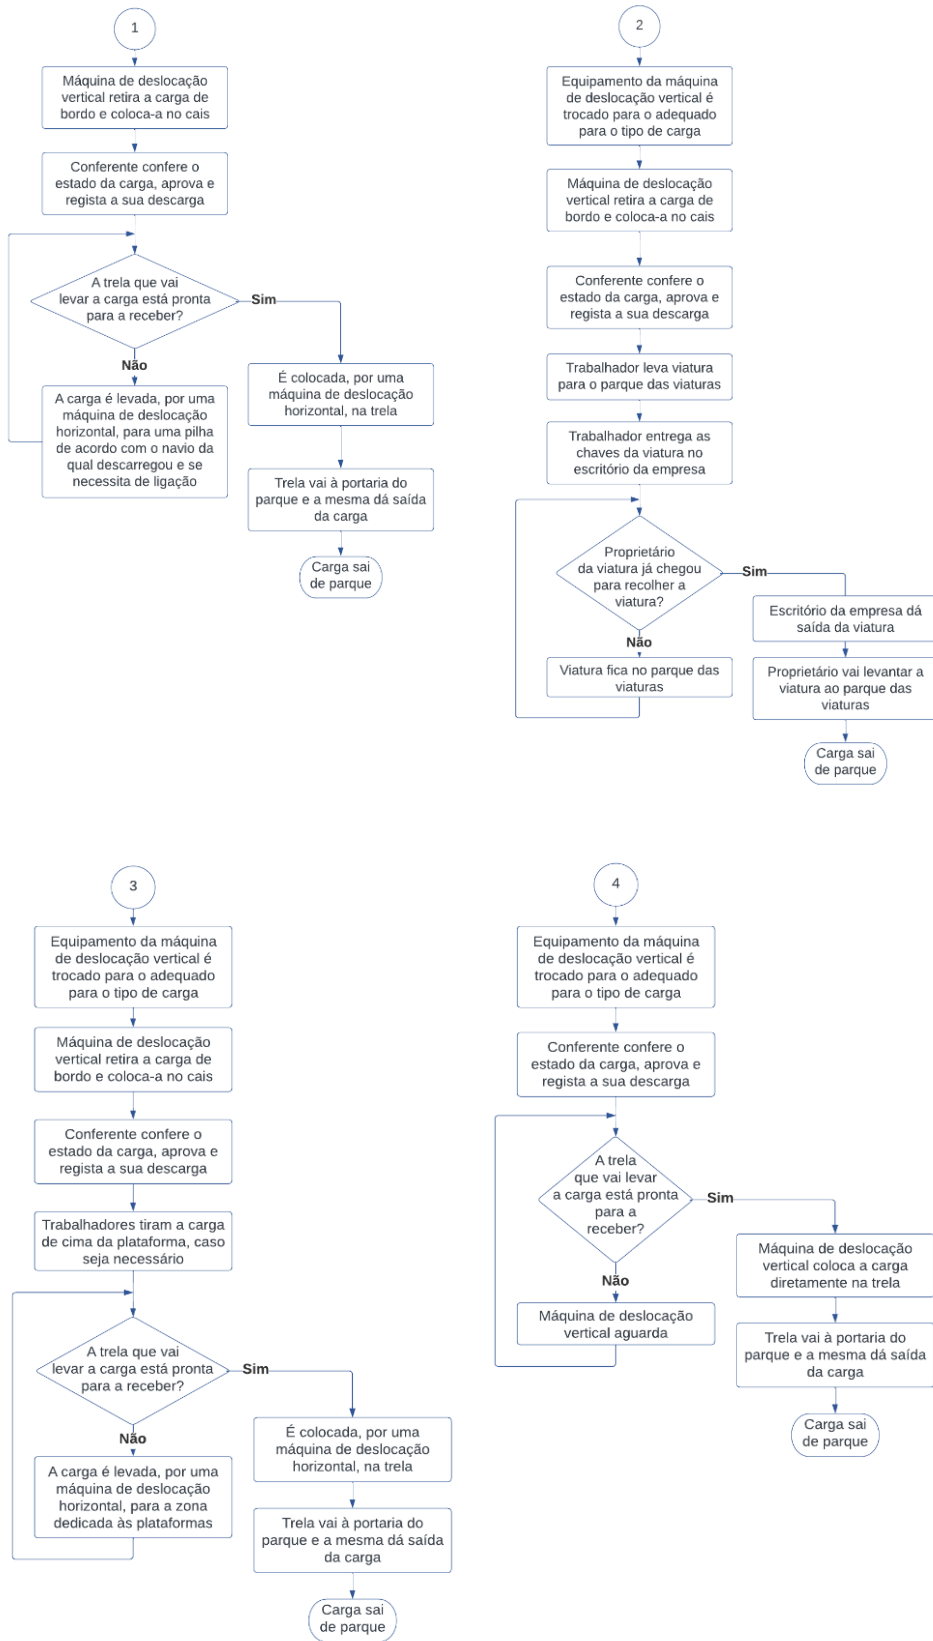 1
Máquina de deslocação
vertical retira a carga de
bordo e coloca-a no cais
Conferente confere o
estado da carga, aprova e
regista a sua descarga
A trela que vai
levar a carga está pronta
para a receber?
Sim
Não
A carga é levada, por uma
máquina de deslocação
horizontal, para uma pilha
de acordo com o navio da
qual descarregou e se
necessita de ligação
É colocada, por uma
máquina de deslocação
horizontal, na trela
Trela vai à portaria do
parque e a mesma dá saída
da carga
Carga sai
de parque
2
Equipamento da máquina
de deslocação vertical é
trocado para o adequado
para o tipo de carga
Máquina de deslocação
vertical retira a carga de
bordo e coloca-a no cais
Conferente confere o
estado da carga, aprova e
regista a sua descarga
Trabalhador leva viatura
para o parque das viaturas
Trabalhador entrega as
chaves da viatura no
escritório da empresa
Proprietário
da viatura já chegou
para recolher a
viatura?
Sim
Não
Viatura fica no parque das
viaturas
Escritório da empresa dá
saída da viatura
Proprietário vai levantar a
viatura ao parque das
viaturas
Carga sai
de parque
3
Equipamento da máquina
de deslocação vertical é
trocado para o adequado
para o tipo de carga
Máquina de deslocação
vertical retira a carga de
bordo e coloca-a no cais
Conferente confere o
estado da carga, aprova e
regista a sua descarga
Trabalhadores tiram a carga
de cima da plataforma, caso
seja necessário
A trela que vai
levar a carga está pronta
para a receber?
Sim
Não
A carga é levada, por uma
máquina de deslocação
horizontal, para a zona
dedicada às plataformas
É colocada, por uma
máquina de deslocação
horizontal, na trela
Trela vai à portaria do
parque e a mesma dá saída
da carga
Carga sai
de parque
4
Equipamento da máquina
de deslocação vertical é
trocado para o adequado
para o tipo de carga
Conferente confere o
estado da carga, aprova e
regista a sua descarga
A trela
que vai levar
a carga está pronta
para a
receber?
Sim
Não
Máquina de deslocação
vertical aguarda
Máquina de deslocação
vertical coloca a carga
diretamente na trela
Trela vai à portaria do
parque e a mesma dá saída
da carga
Carga sai
de parque